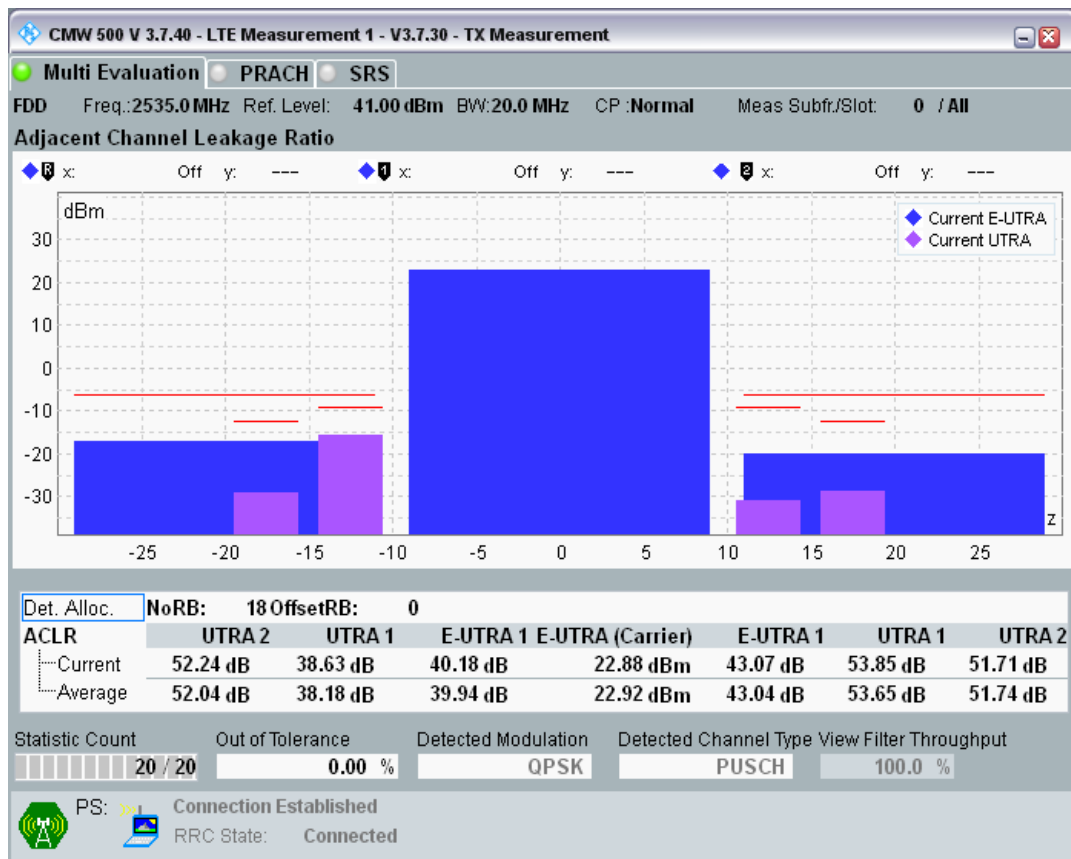 CMW 500 V 3.7.40 - LTE Measurement 1 - V3.7.30 - TX Measurement
Multi Evaluation PRACH SRS
FDD Freq.:2535.0 MHz Ref. Level: 41.00 dBm BW:20.0 MHz CP :Normal Meas Subfr./Slot: 0 / All
Adjacent Channel Leakage Ratio
R x: Off y: --- 1 x: Off y: --- 2 x: Off y: ---
dBm
Current E-UTRA
Current UTRA
30
20
10
0
-10
-20
-30
z
-25 -20 -15 -10 -5 0 5 10 15 20 25
Det. Alloc. NoRB: 18 OffsetRB: 0
ACLR UTRA 2 UTRA 1 E-UTRA 1 E-UTRA (Carrier) E-UTRA 1 UTRA 1 UTRA 2
Current 52.24 dB 38.63 dB 40.18 dB 22.88 dBm 43.07 dB 53.85 dB 51.71 dB
Average 52.04 dB 38.18 dB 39.94 dB 22.92 dBm 43.04 dB 53.65 dB 51.74 dB
Statistic Count Out of Tolerance Detected Modulation Detected Channel Type View Filter Throughput
20 / 20 0.00 % QPSK PUSCH 100.0 %
PS: Connection Established
RRC State: Connected